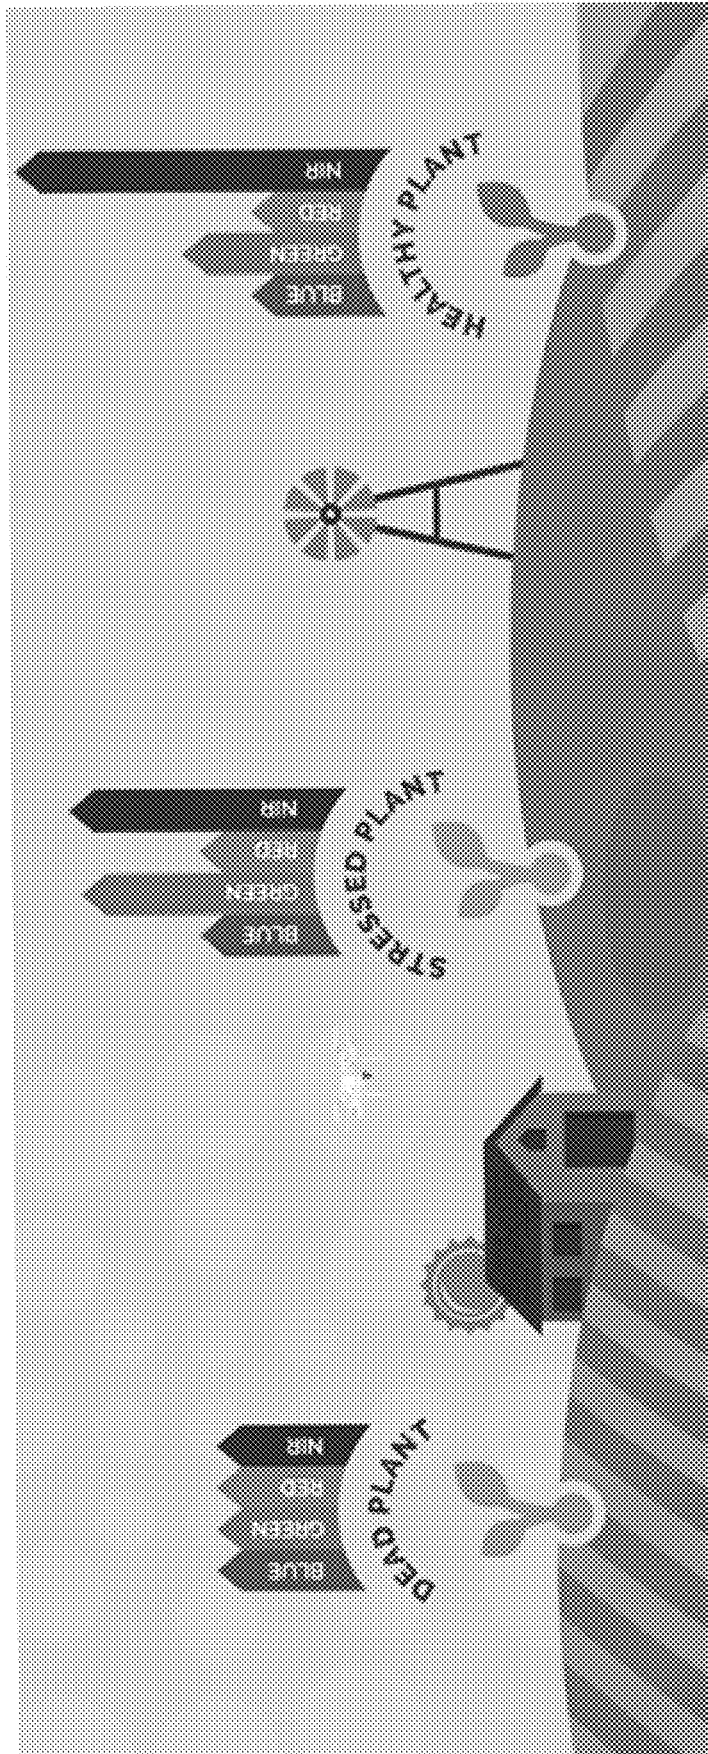 DEAD PLANT
BLUE
GREEN
RED
NIR
STRESSED PLANT
BLUE
GREEN
RED
NIR
HEALTHY PLANT
BLUE
GREEN
RED
NIR